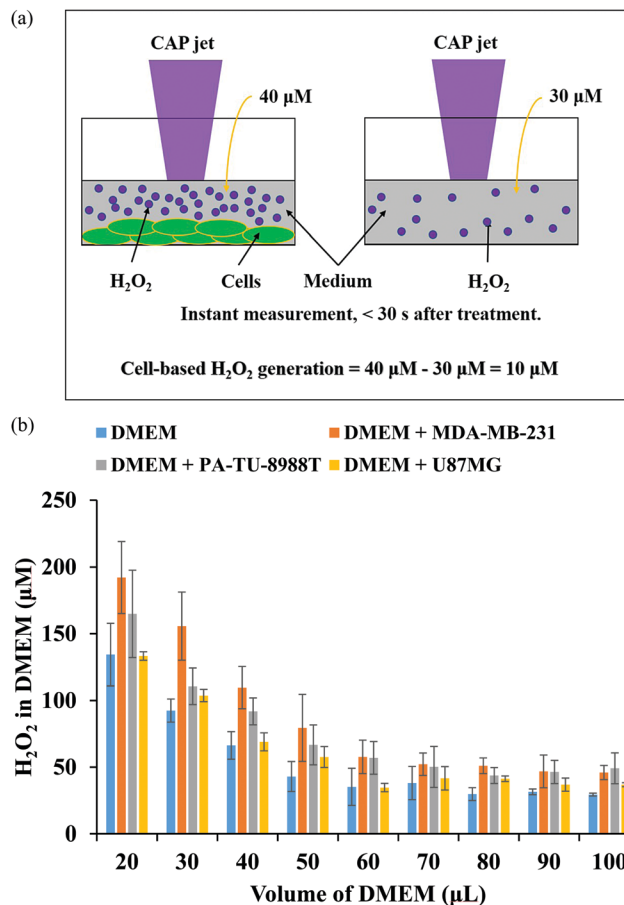 (a)
CAP jet
CAP jet
40 μM
30 μM
H₂O₂
Cells
Medium
H₂O₂
Instant measurement, < 30 s after treatment.
Cell-based H₂O₂ generation = 40 μM - 30 μM = 10 μM
(b)
DMEM
DMEM + MDA-MB-231
DMEM + PA-TU-8988T
DMEM + U87MG
H₂O₂ in DMEM (μM)
250
200
150
100
50
0
20 30 40 50 60 70 80 90 100
Volume of DMEM (μL)